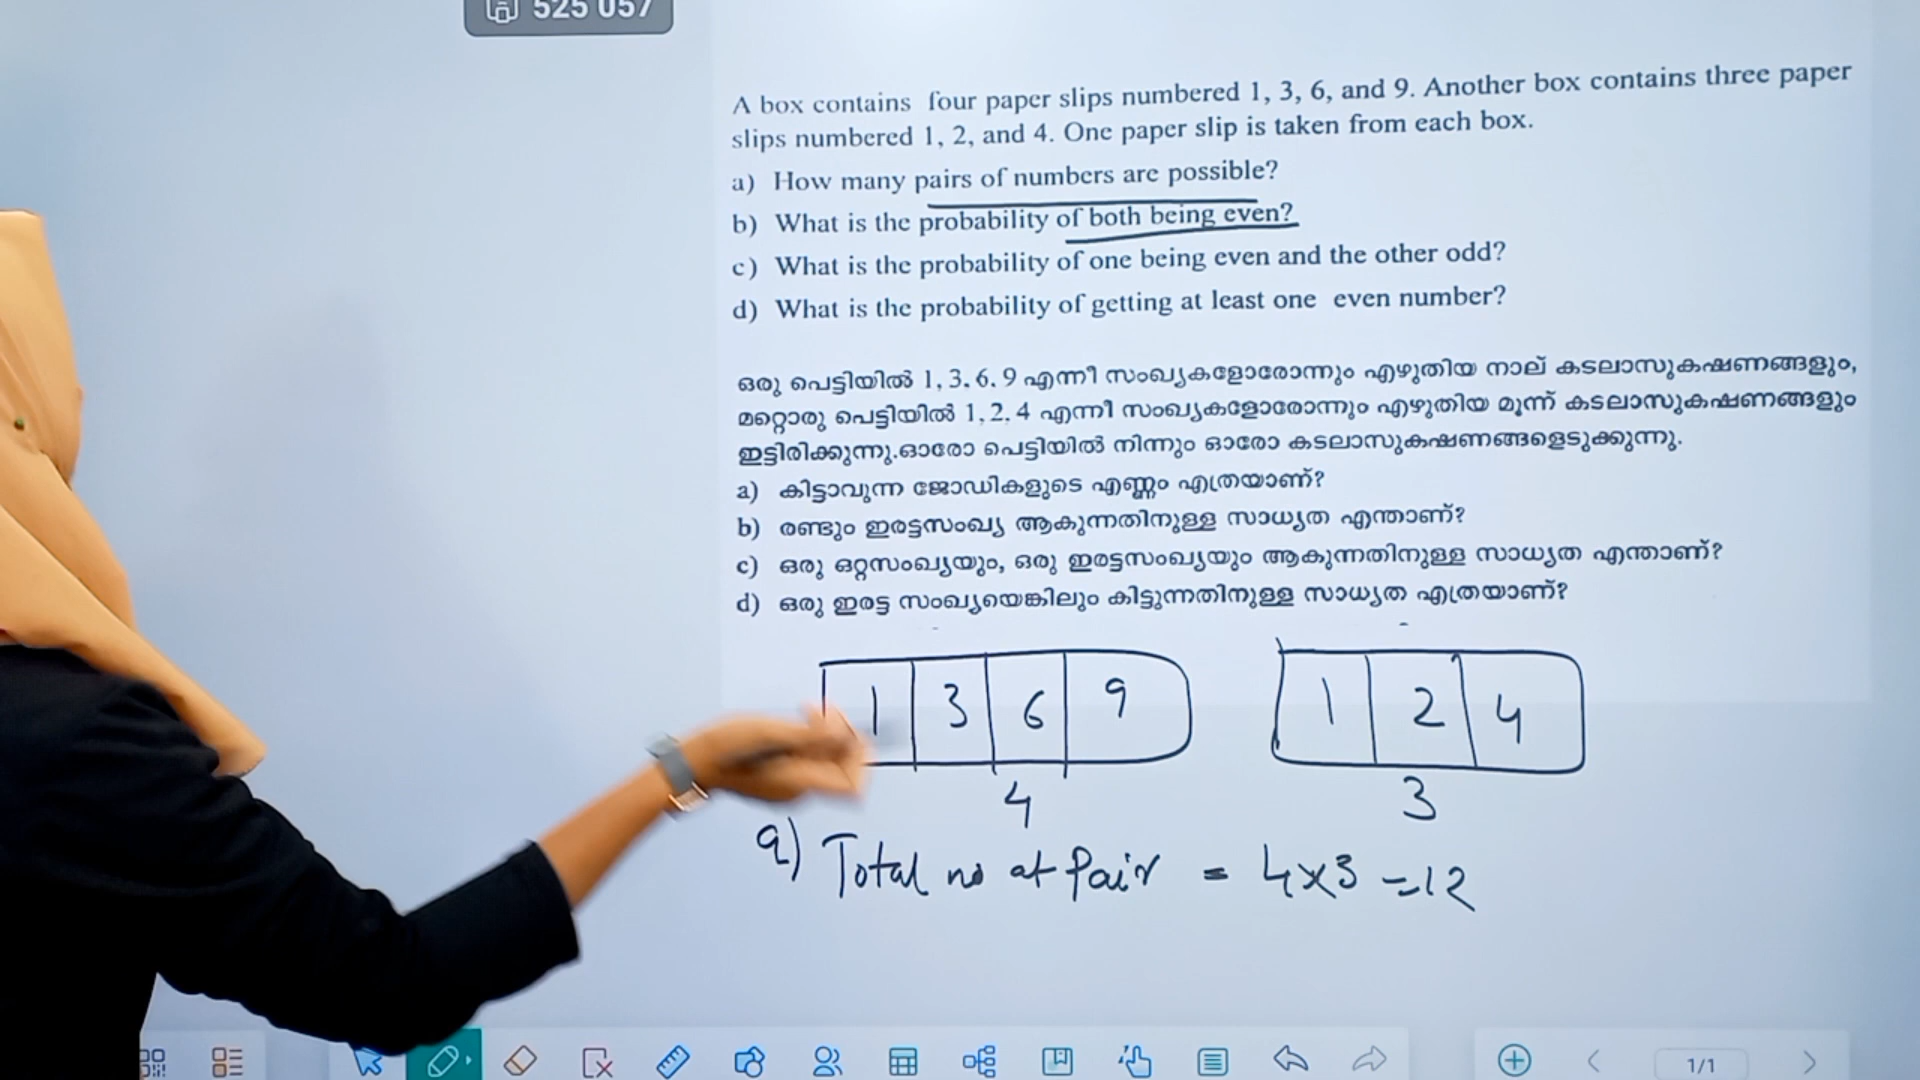 525 057
A box contains four paper slips numbered 1, 3, 6, and 9. Another box contains three paper
slips numbered 1, 2, and 4. One paper slip is taken from each box.
a) How many pairs of numbers are possible?
b) What is the probability of both being even?
c) What is the probability of one being even and the other odd?
d) What is the probability of getting at least one even number?
ഒരു പെട്ടിയിൽ 1, 3. 6. 9 എന്നീ സംഖ്യകളോരോന്നും എഴുതിയ നാല് കടലാസുകഷണങ്ങളും,
മറ്റൊരു പെട്ടിയിൽ 1, 2. 4 എന്നീ സംഖ്യകളോരോന്നും എഴുതിയ മൂന്ന് കടലാസുകഷണങ്ങളും
ഇട്ടിരിക്കുന്നു.ഓരോ പെട്ടിയിൽ നിന്നും ഓരോ കടലാസുകഷണങ്ങളെടുക്കുന്നു.
a) കിട്ടാവുന്ന ജോഡികളുടെ എണ്ണം എത്രയാണ്?
b) രണ്ടും ഇരട്ടസംഖ്യ ആകുന്നതിനുള്ള സാധ്യത എന്താണ്?
c) ഒരു ഒറ്റസംഖ്യയും, ഒരു ഇരട്ടസംഖ്യയും ആകുന്നതിനുള്ള സാധ്യത എന്താണ്?
d) ഒരു ഇരട്ട സംഖ്യയെങ്കിലും കിട്ടുന്നതിനുള്ള സാധ്യത എത്രയാണ്?
1 3 6 9 1 2 4
4 3
a) Total no of Pair = 4x3 = 12
1/1